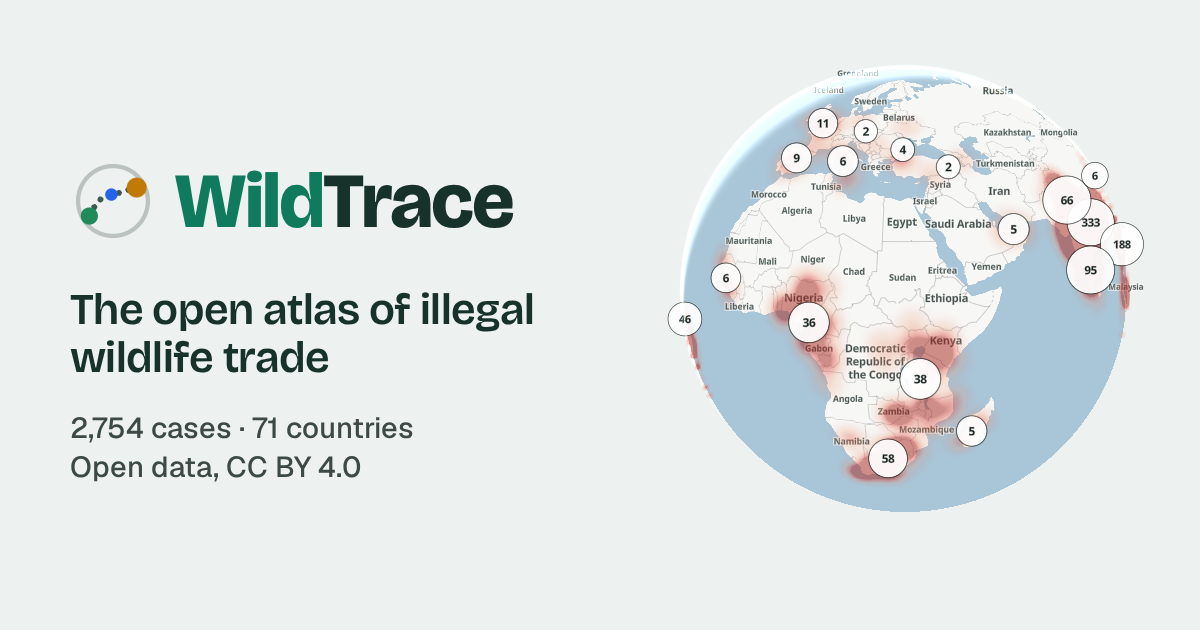 WildTrace
The open atlas of illegal
wildlife trade
2,754 cases · 71 countries
Open data, CC BY 4.0
Greenland
Iceland
Russia
Sweden
11
2
Belarus
Kazakhstan
Mongolia
9
6
4
Greece
2
Turkmenistan
6
Tunisia
Syria
Morocco
Iran
66
Israel
Algeria
Libya
Egypt
Saudi Arabia
5
333
Mauritania
188
Mali
Niger
Chad
Sudan
Eritrea
Yemen
95
6
Malaysia
Liberia
Nigeria
Ethiopia
46
36
Gabon
Democratic
Republic of
the Congo
Kenya
38
Angola
Zambia
Mozambique
5
Namibia
58